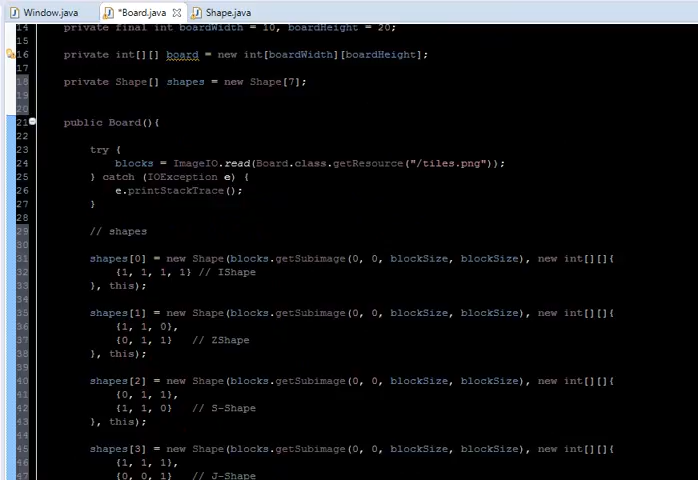 Window.java *Board.java Shape.java
14 private final int boardWidth = 10, boardHeight = 20;
15
16 private int[][] board = new int[boardWidth][boardHeight];
17
18 private Shape[] shapes = new Shape[7];
19
20
21 public Board(){
22
23 try {
24 blocks = ImageIO.read(Board.class.getResource("/tiles.png"));
25 } catch (IOException e) {
26 e.printStackTrace();
27 }
28
29 // shapes
30
31 shapes[0] = new Shape(blocks.getSubimage(0, 0, blockSize, blockSize), new int[][]{
32 {1, 1, 1, 1} // IShape
33 }, this);
34
35 shapes[1] = new Shape(blocks.getSubimage(0, 0, blockSize, blockSize), new int[][]{
36 {1, 1, 0},
37 {0, 1, 1} // ZShape
38 }, this);
39
40 shapes[2] = new Shape(blocks.getSubimage(0, 0, blockSize, blockSize), new int[][]{
41 {0, 1, 1},
42 {1, 1, 0} // S-Shape
43 }, this);
44
45 shapes[3] = new Shape(blocks.getSubimage(0, 0, blockSize, blockSize), new int[][]{
46 {1, 1, 1},
47 {0, 0, 1} // J-Shape